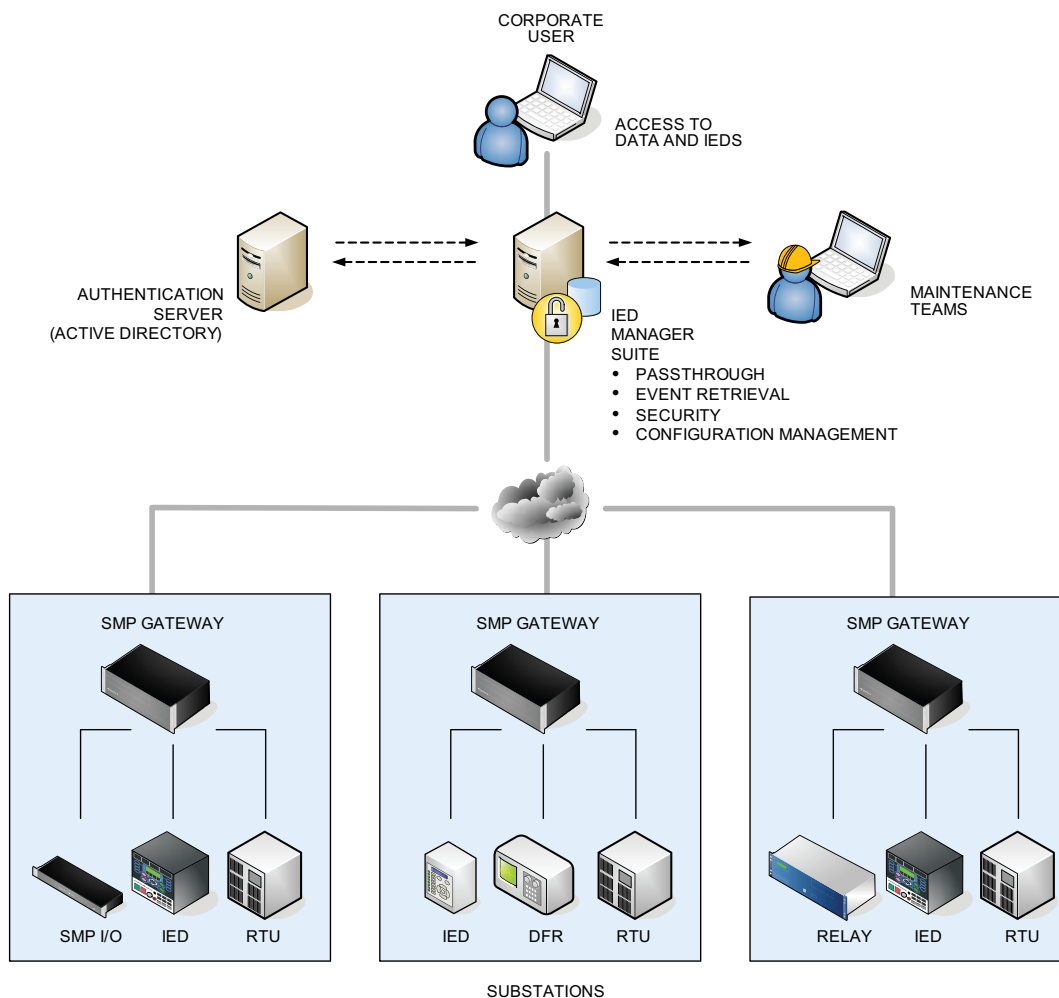 CORPORATE
USER
ACCESS TO
DATA AND IEDS
AUTHENTICATION
SERVER
(ACTIVE DIRECTORY)
IED
MANAGER
SUITE
• PASSTHROUGH
• EVENT RETRIEVAL
• SECURITY
• CONFIGURATION MANAGEMENT
MAINTENANCE
TEAMS
SMP GATEWAY
SMP I/O
IED
RTU
SMP GATEWAY
IED
DFR
RTU
SMP GATEWAY
RELAY
IED
RTU
SUBSTATIONS